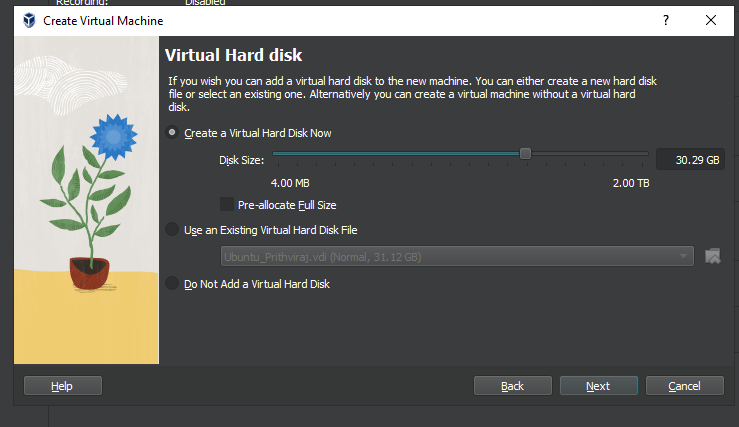 Recording: Disabled
Create Virtual Machine
?
Virtual Hard disk
If you wish you can add a virtual hard disk to the new machine. You can either create a new hard disk
file or select an existing one. Alternatively you can create a virtual machine without a virtual hard
disk.
Create a Virtual Hard Disk Now
Disk Size:
30.29 GB
4.00 MB 2.00 TB
Pre-allocate Full Size
Use an Existing Virtual Hard Disk File
Ubuntu_Prithviraj.vdi (Normal, 31.12 GB)
Do Not Add a Virtual Hard Disk
Help Back Next Cancel